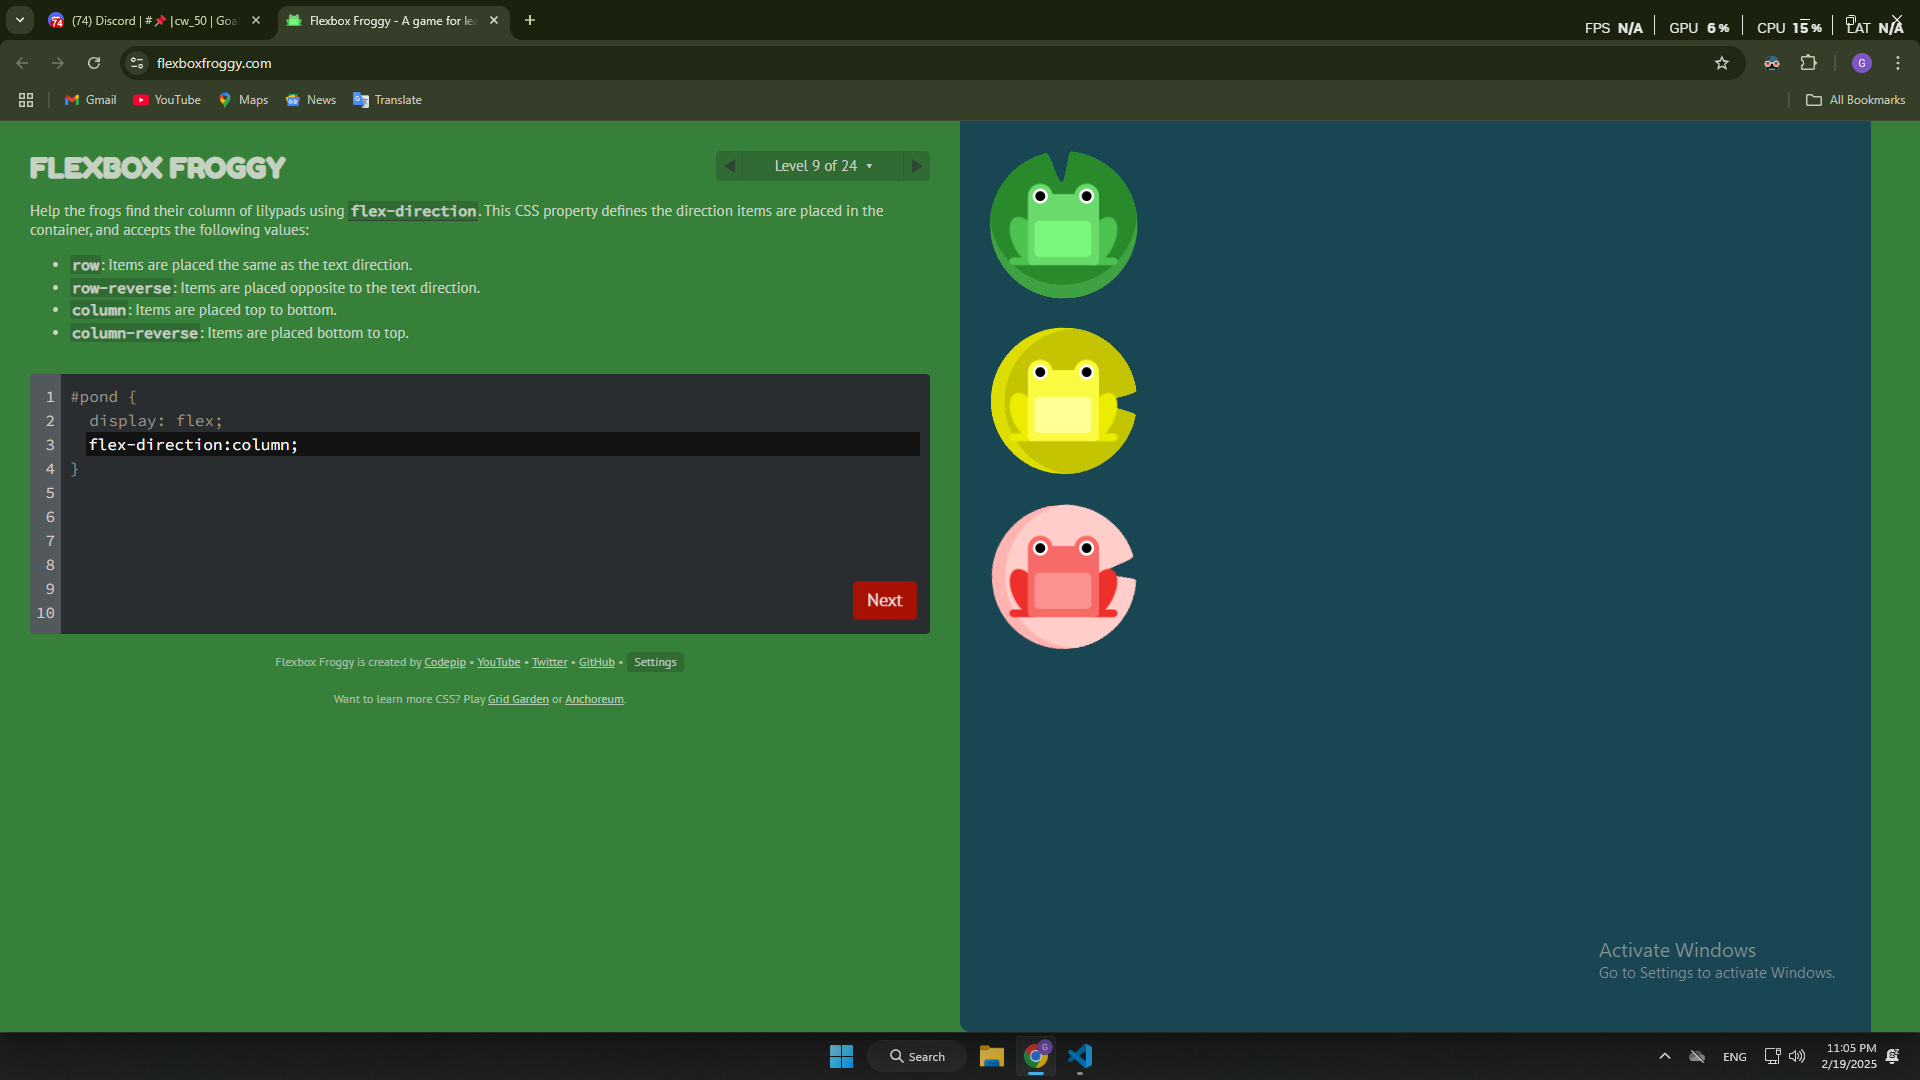 (74) Discord | #📌 |cw_50 | Goa
Flexbox Froggy - A game for lea
FPS N/A
GPU 6 %
CPU 15 %
LAT N/A
flexboxfroggy.com
G
Gmail
YouTube
Maps
News
Translate
All Bookmarks
FLEXBOX FROGGY
Level 9 of 24
Help the frogs find their column of lilypads using flex-direction. This CSS property defines the direction items are placed in the
container, and accepts the following values:
• row: Items are placed the same as the text direction.
• row-reverse: Items are placed opposite to the text direction.
• column: Items are placed top to bottom.
• column-reverse: Items are placed bottom to top.
1 #pond {
2 display: flex;
3 flex-direction:column;
4 }
5
6
7
8
9
10
Next
Flexbox Froggy is created by Codepip • YouTube • Twitter • GitHub • Settings
Want to learn more CSS? Play Grid Garden or Anchoreum.
Activate Windows
Go to Settings to activate Windows.
Search
G
ENG
11:05 PM
2/19/2025